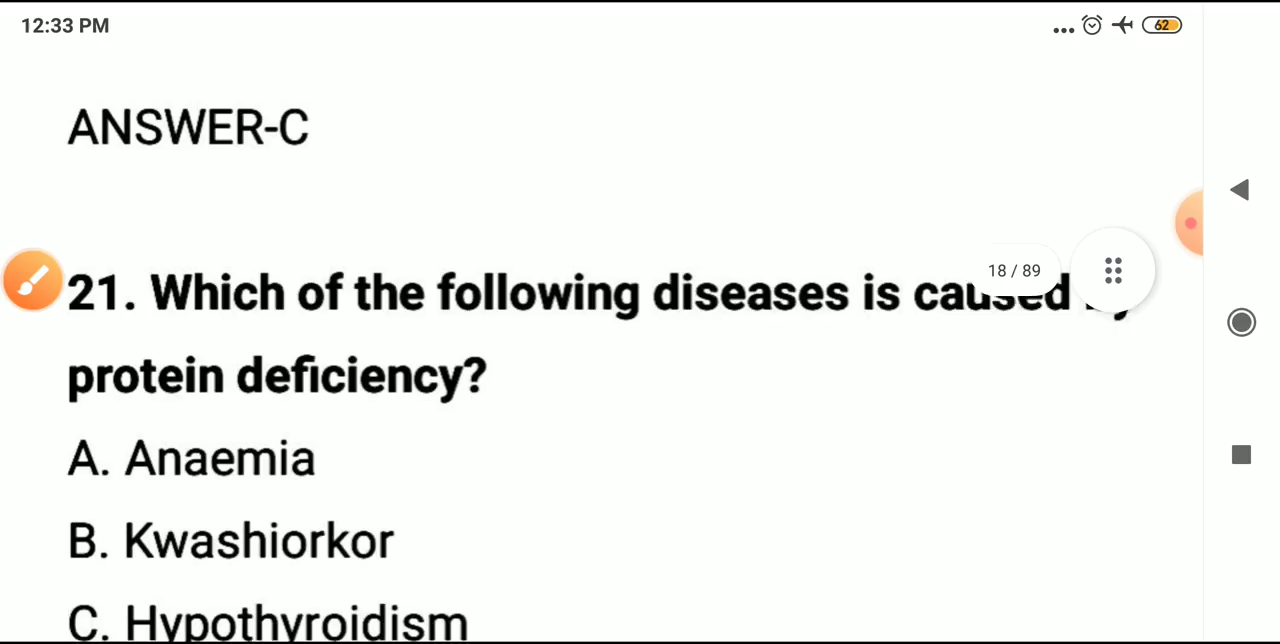 12:33 PM
62
ANSWER-C
18 / 89
21. Which of the following diseases is caused
protein deficiency?
A. Anaemia
B. Kwashiorkor
C. Hypothyroidism